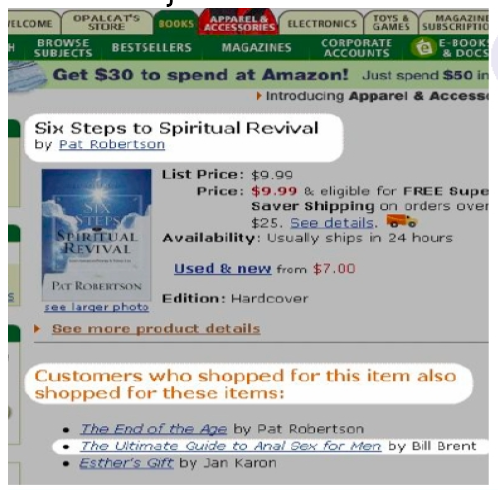 WELCOME OPALCAT'S STORE BOOKS APPAREL & ACCESSORIES ELECTRONICS TOYS & GAMES MAGAZINE SUBSCRIPTIO
H BROWSE SUBJECTS BESTSELLERS MAGAZINES CORPORATE ACCOUNTS e E-BOOKS & DOCS
Get $30 to spend at Amazon! Just spend $50 in
Introducing Apparel & Accesso
Six Steps to Spiritual Revival
by Pat Robertson
SIX
STEPS
TO
SPIRITUAL
REVIVAL
PAT ROBERTSON
see larger photo
List Price: $9.99
Price: $9.99 & eligible for FREE Supe
Saver Shipping on orders over
$25. See details.
Availability: Usually ships in 24 hours
Used & new from $7.00
Edition: Hardcover
See more product details
Customers who shopped for this item also
shopped for these items:
• The End of the Age by Pat Robertson
• The Ultimate Guide to Anal Sex for Men by Bill Brent
• Esther's Gift by Jan Karon